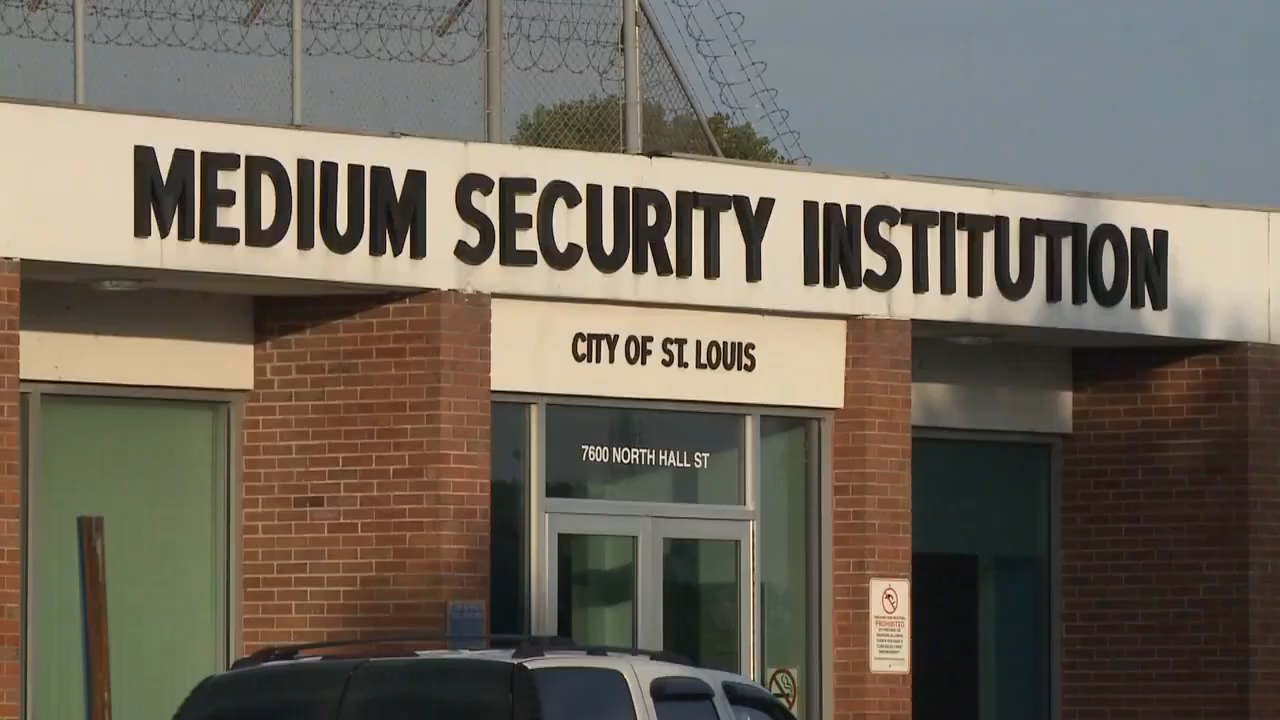 MEDIUM SECURITY INSTITUTION
CITY OF ST. LOUIS
7600 NORTH HALL ST
PROHIBITED